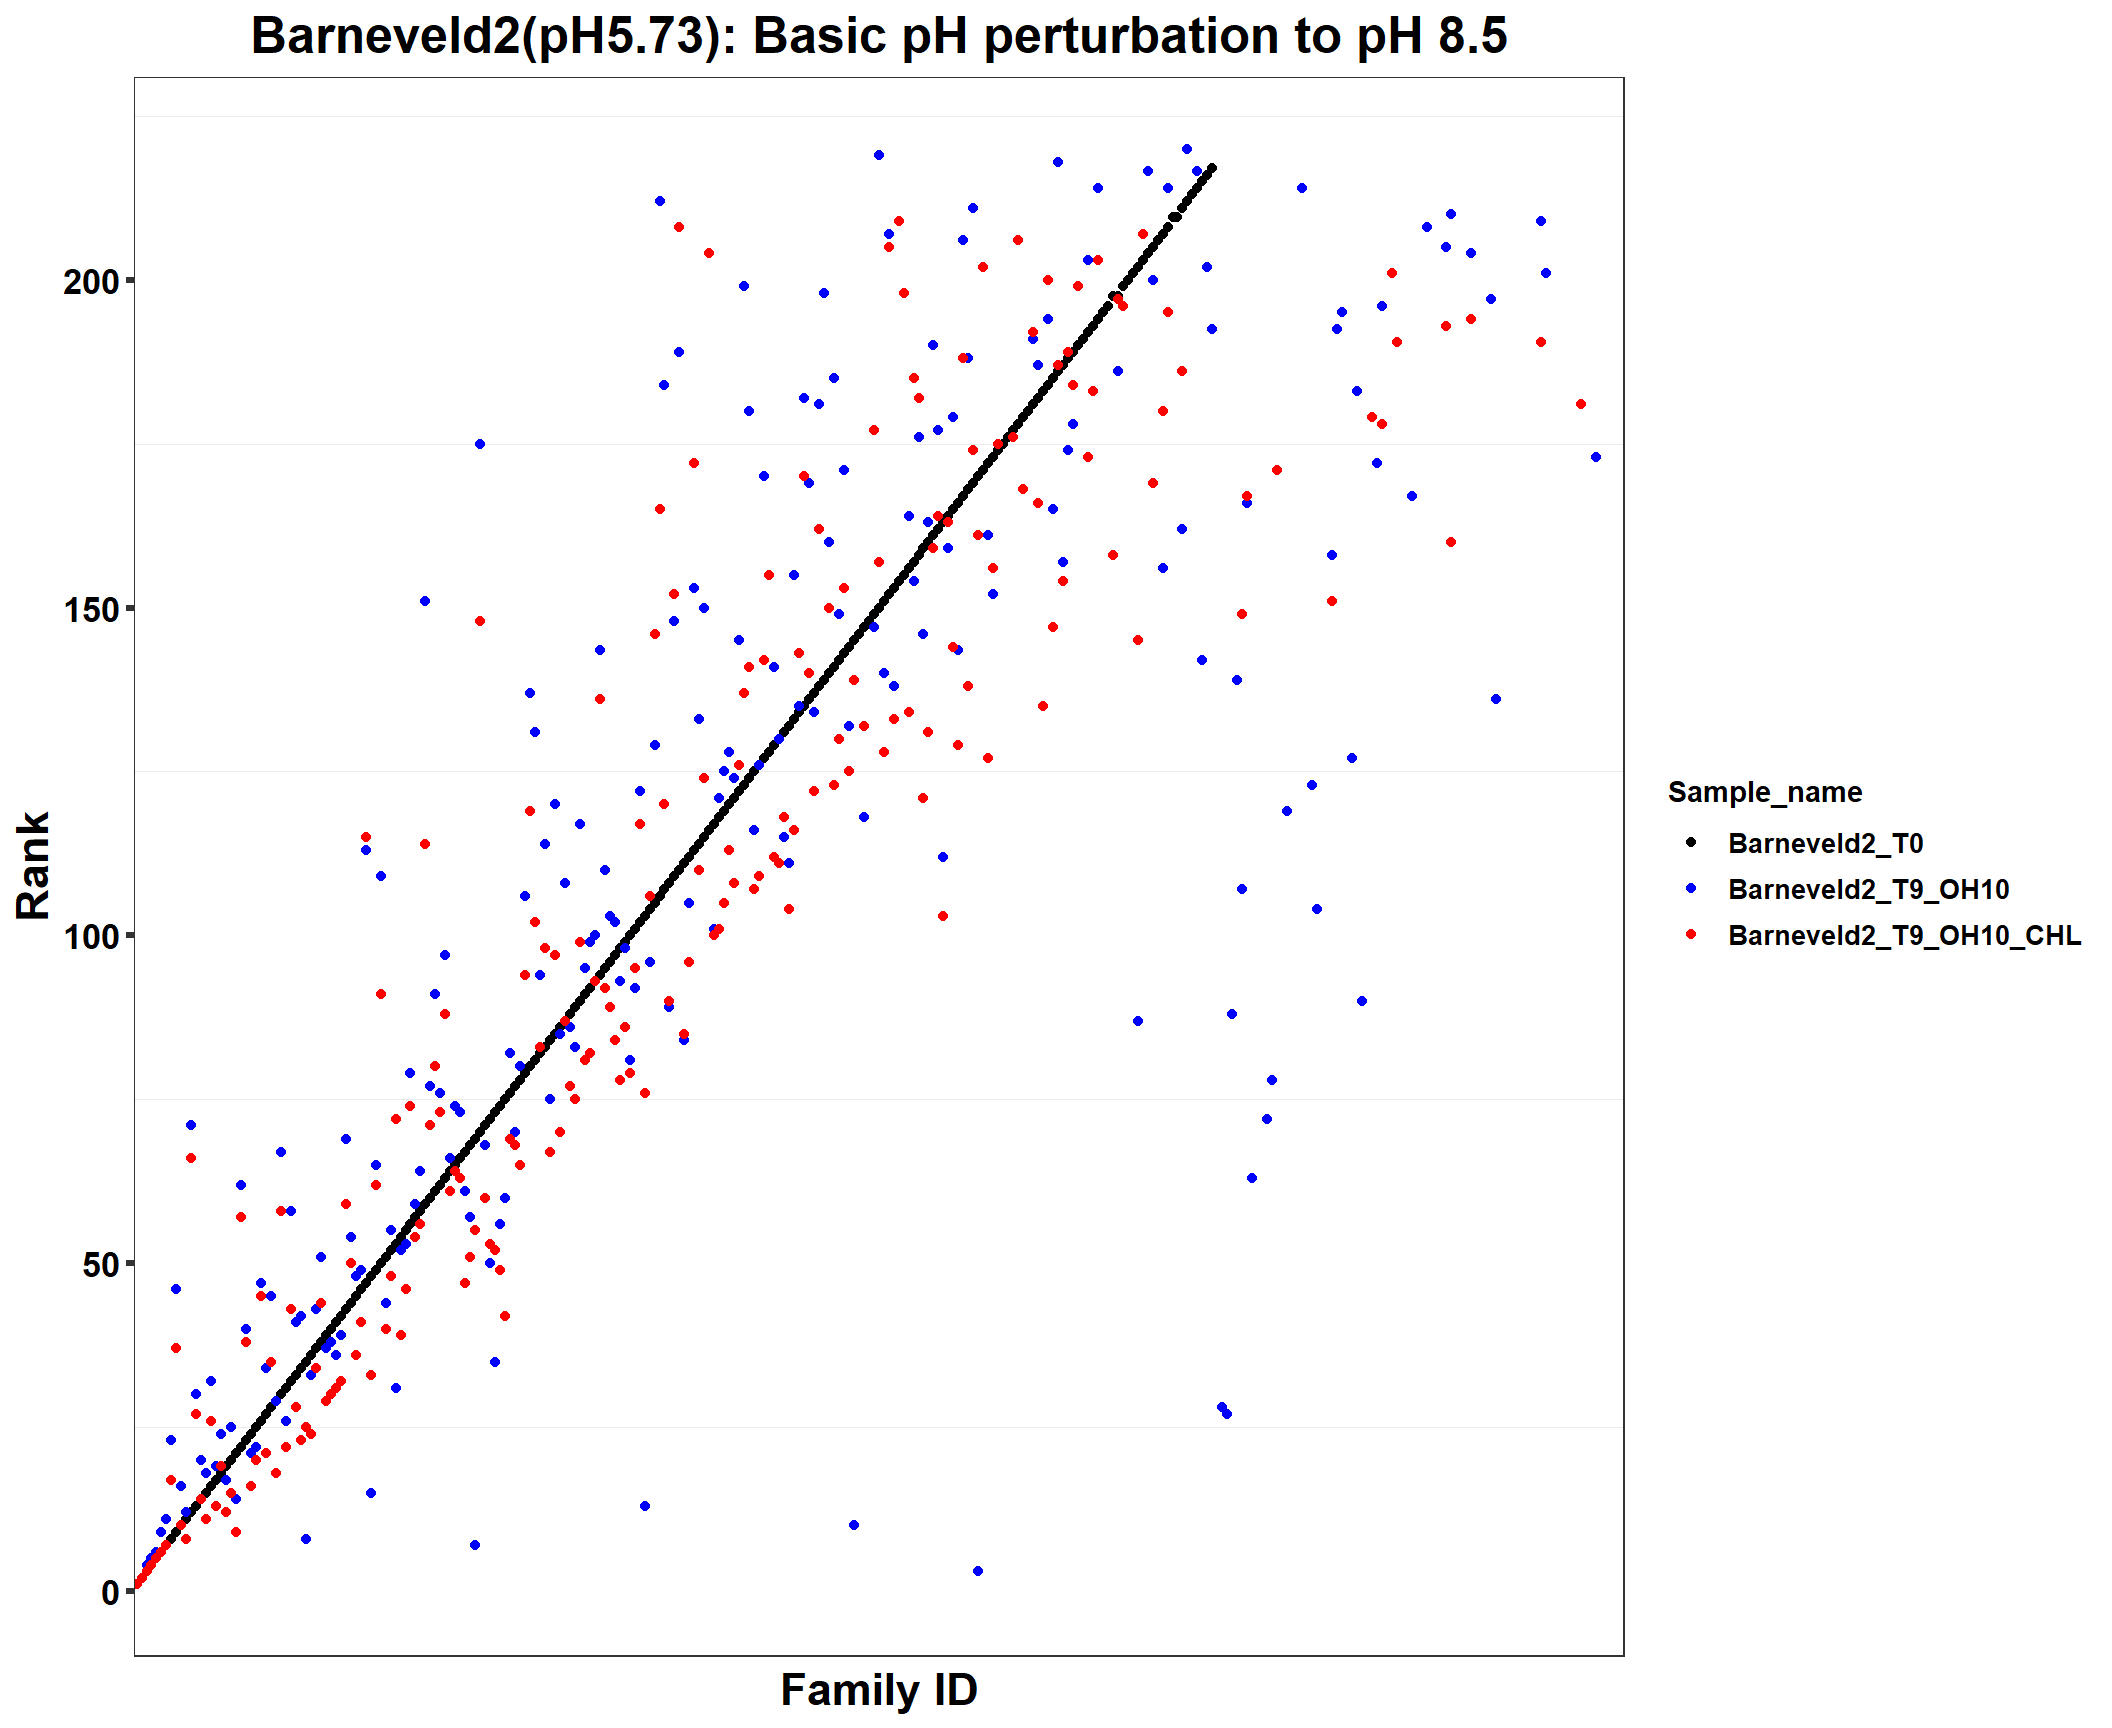 Barneveld2(pH5.73): Basic pH perturbation to pH 8.5
200
150
100
50
0
Rank
Family ID
Sample_name
Barneveld2_T0
Barneveld2_T9_OH10
Barneveld2_T9_OH10_CHL